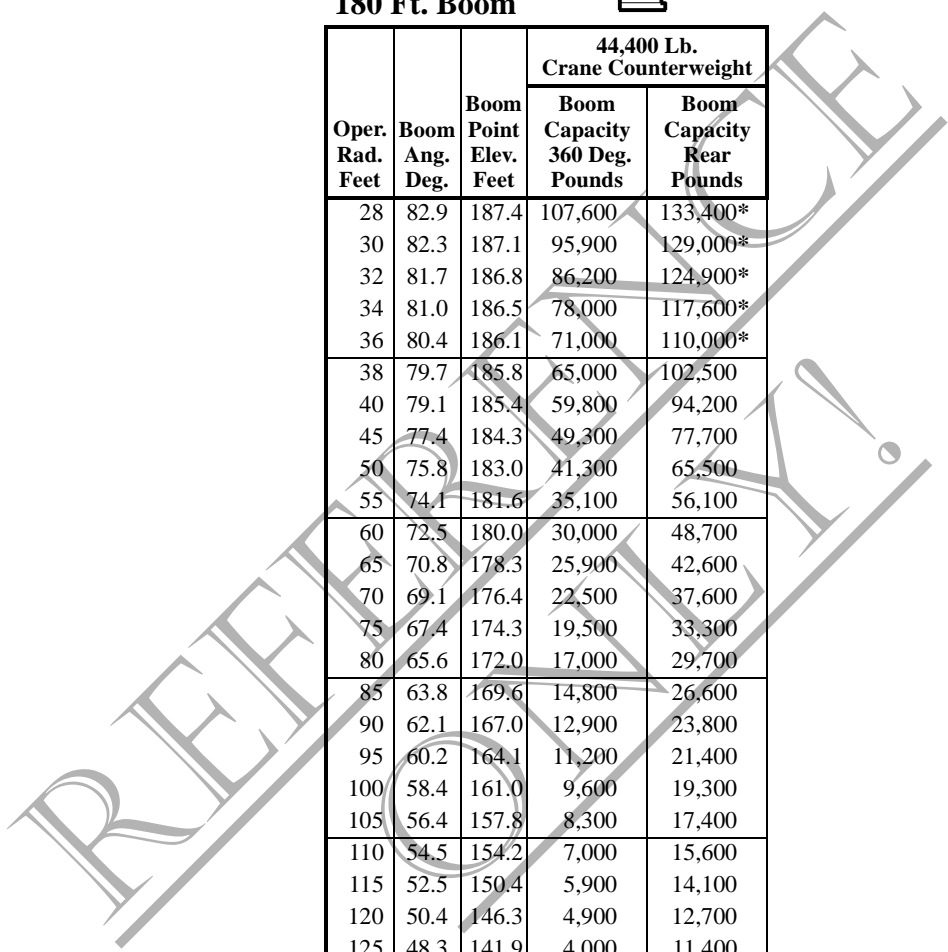 180 Ft. Boom
44,400 Lb.
Crane Counterweight
Oper. Rad. Feet Boom Ang. Deg. Boom Point Elev. Feet Boom Capacity 360 Deg. Pounds Boom Capacity Rear Pounds
28 82.9 187.4 107,600 133,400*
30 82.3 187.1 95,900 129,000*
32 81.7 186.8 86,200 124,900*
34 81.0 186.5 78,000 117,600*
36 80.4 186.1 71,000 110,000*
38 79.7 185.8 65,000 102,500
40 79.1 185.4 59,800 94,200
45 77.4 184.3 49,300 77,700
50 75.8 183.0 41,300 65,500
55 74.1 181.6 35,100 56,100
60 72.5 180.0 30,000 48,700
65 70.8 178.3 25,900 42,600
70 69.1 176.4 22,500 37,600
75 67.4 174.3 19,500 33,300
80 65.6 172.0 17,000 29,700
85 63.8 169.6 14,800 26,600
90 62.1 167.0 12,900 23,800
95 60.2 164.1 11,200 21,400
100 58.4 161.0 9,600 19,300
105 56.4 157.8 8,300 17,400
110 54.5 154.2 7,000 15,600
115 52.5 150.4 5,900 14,100
120 50.4 146.3 4,900 12,700
125 48.3 141.9 4,000 11,400
REFERENCE
ONLY!